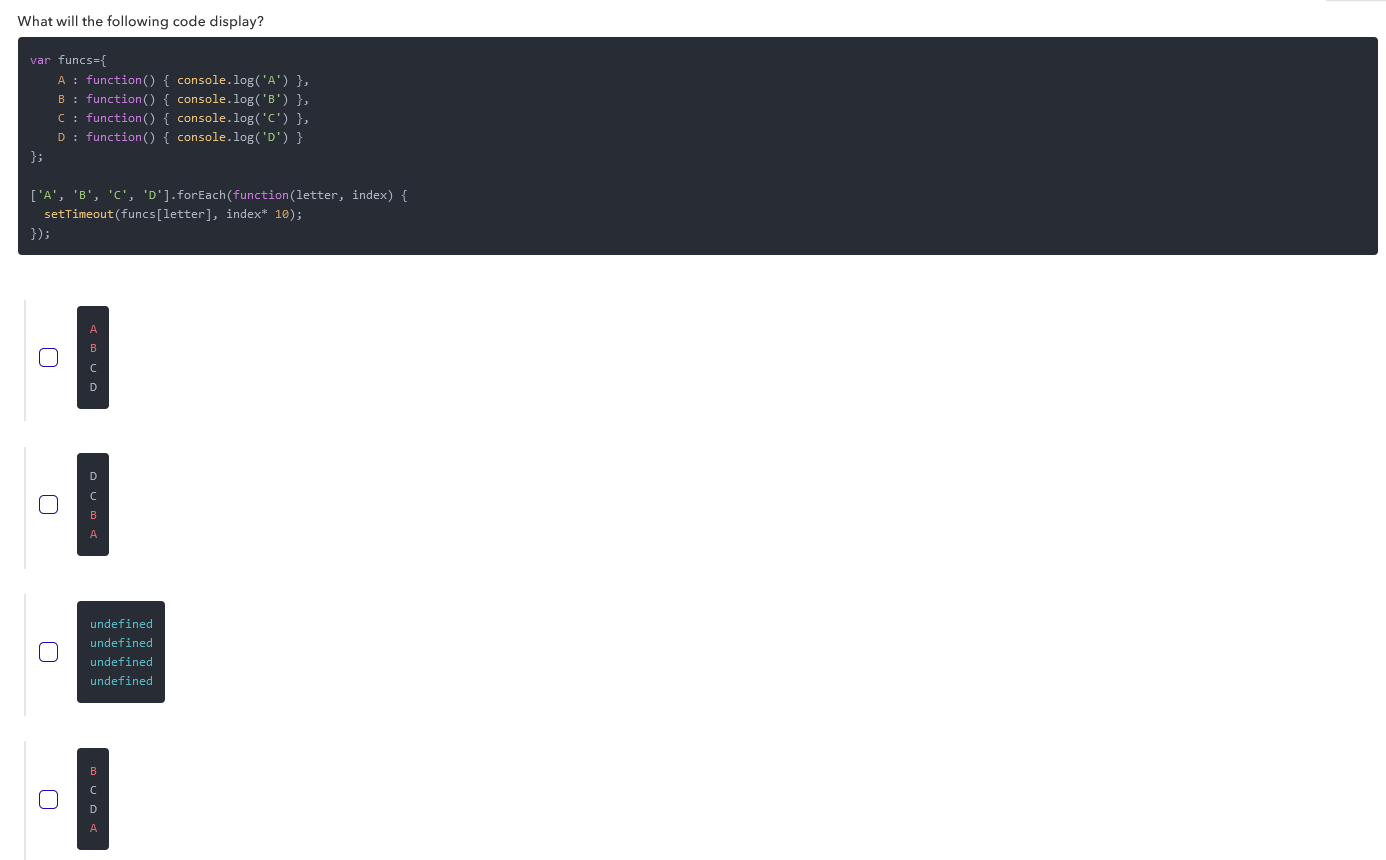 What will the following code display?
var funcs={
    A : function() { console.log('A') },
    B : function() { console.log('B') },
    C : function() { console.log('C') },
    D : function() { console.log('D') }
};
['A', 'B', 'C', 'D'].forEach(function(letter, index) {
  setTimeout(funcs[letter], index* 10);
});
A
B
C
D
D
C
B
A
undefined
undefined
undefined
undefined
B
C
D
A